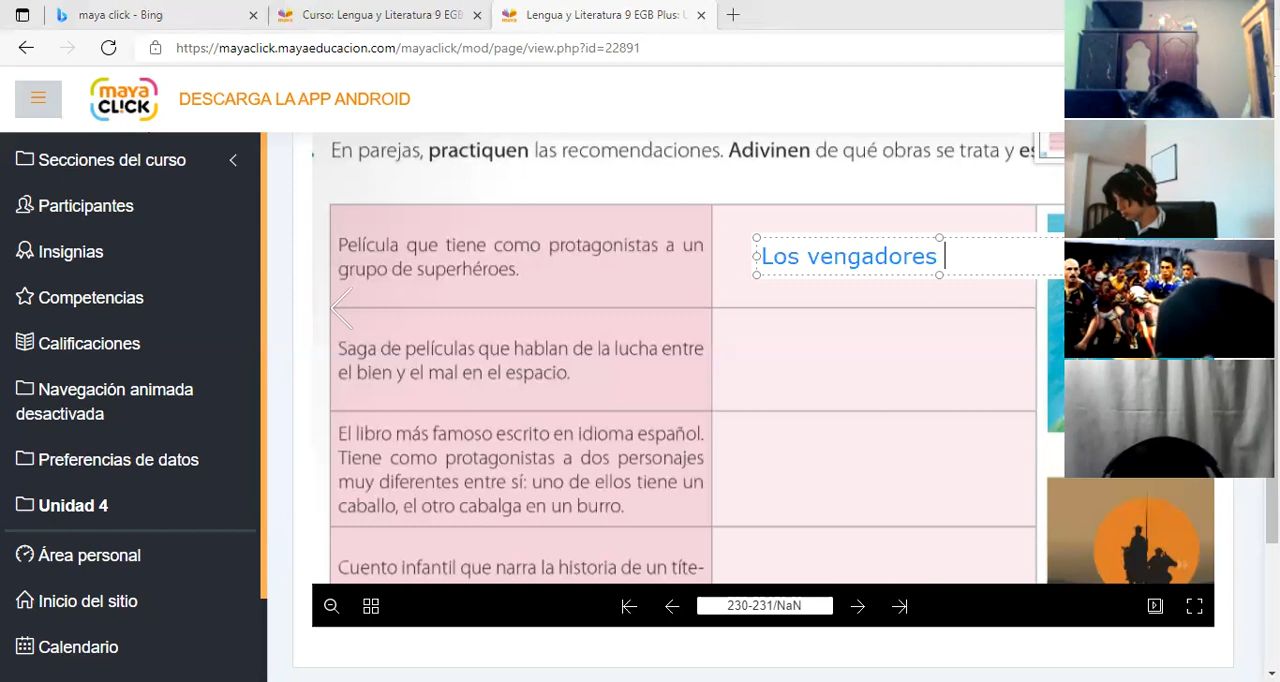 maya click - Bing
Curso: Lengua y Literatura 9 EGB
Lengua y Literatura 9 EGB Plus: U
https://mayaclick.mayaeducacion.com/mayaclick/mod/page/view.php?id=22891
maya
CL!CK
DESCARGA LA APP ANDROID
Secciones del curso
Participantes
Insignias
Competencias
Calificaciones
Navegación animada
desactivada
Preferencias de datos
Unidad 4
Área personal
Inicio del sitio
Calendario
En parejas, practiquen las recomendaciones. Adivinen de qué obras se trata y es
Película que tiene como protagonistas a un
grupo de superhéroes.
Los vengadores
Saga de películas que hablan de la lucha entre
el bien y el mal en el espacio.
El libro más famoso escrito en idioma español.
Tiene como protagonistas a dos personajes
muy diferentes entre sí: uno de ellos tiene un
caballo, el otro cabalga en un burro.
Cuento infantil que narra la historia de un títe-
230-231/NaN